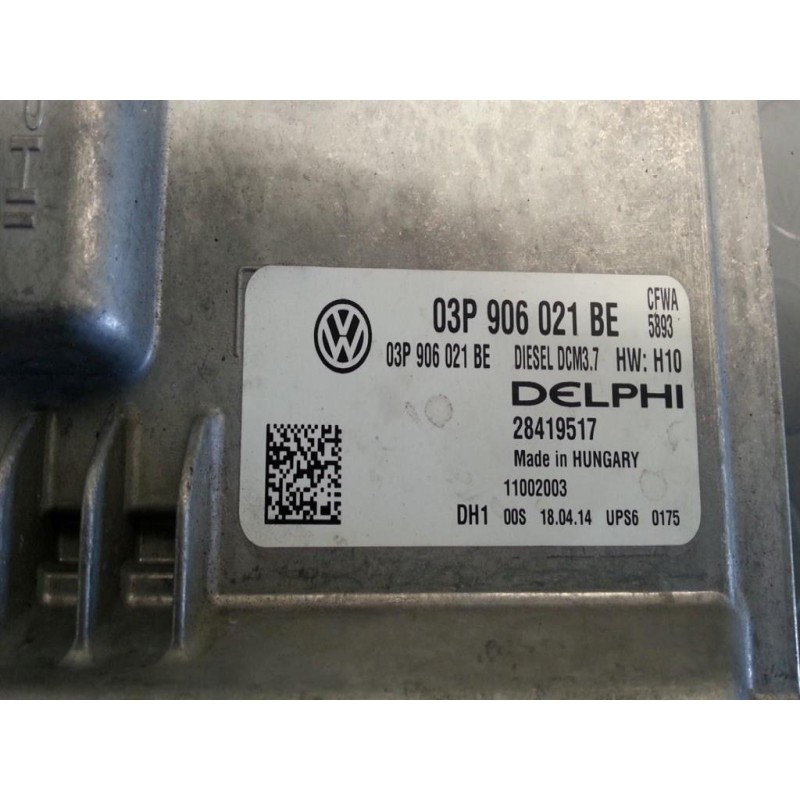 03P 906 021 BE
CFWA
5893
03P 906 021 BE DIESEL DCM3.7 HW: H10
DELPHI
28419517
Made in HUNGARY
11002003
DH1 00S 18.04.14 UPS6 0175